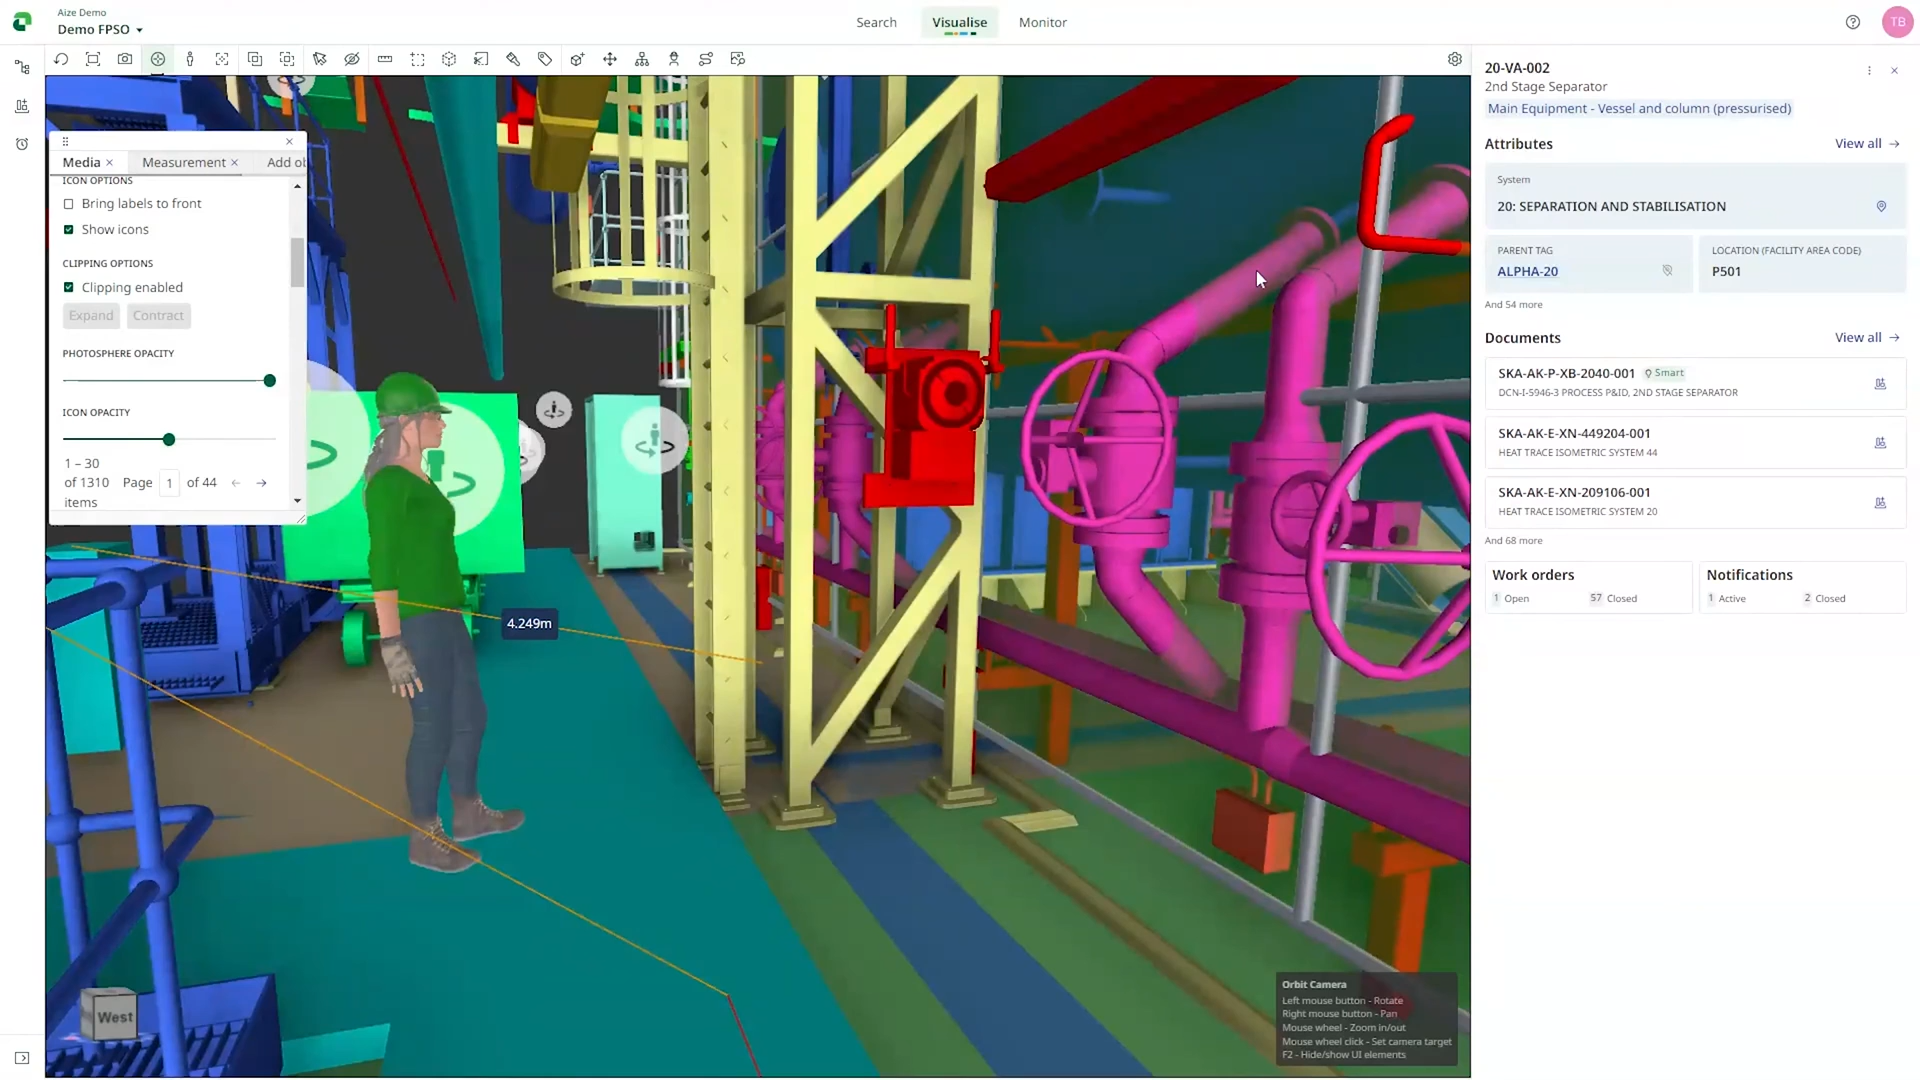 Aize Demo
Demo FPSO
Search
Visualise
Monitor
TB
Media
Measurement
Add ob
ICON OPTIONS
Bring labels to front
Show icons
CLIPPING OPTIONS
Clipping enabled
Expand
Contract
PHOTOSPHERE OPACITY
ICON OPACITY
1 – 30
of 1310
items
Page 1 of 44
4.249m
West
Orbit Camera
Left mouse button - Rotate
Right mouse button - Pan
Mouse wheel - Zoom in/out
Mouse wheel click - Set camera target
F2 - Hide/show UI elements
20-VA-002
2nd Stage Separator
Main Equipment - Vessel and column (pressurised)
Attributes
View all
System
20: SEPARATION AND STABILISATION
PARENT TAG
ALPHA-20
LOCATION (FACILITY AREA CODE)
P501
And 54 more
Documents
View all
SKA-AK-P-XB-2040-001
Smart
DCN-I-5946-3 PROCESS P&ID, 2ND STAGE SEPARATOR
SKA-AK-E-XN-449204-001
HEAT TRACE ISOMETRIC SYSTEM 44
SKA-AK-E-XN-209106-001
HEAT TRACE ISOMETRIC SYSTEM 20
And 68 more
Work orders
1 Open
57 Closed
Notifications
1 Active
2 Closed